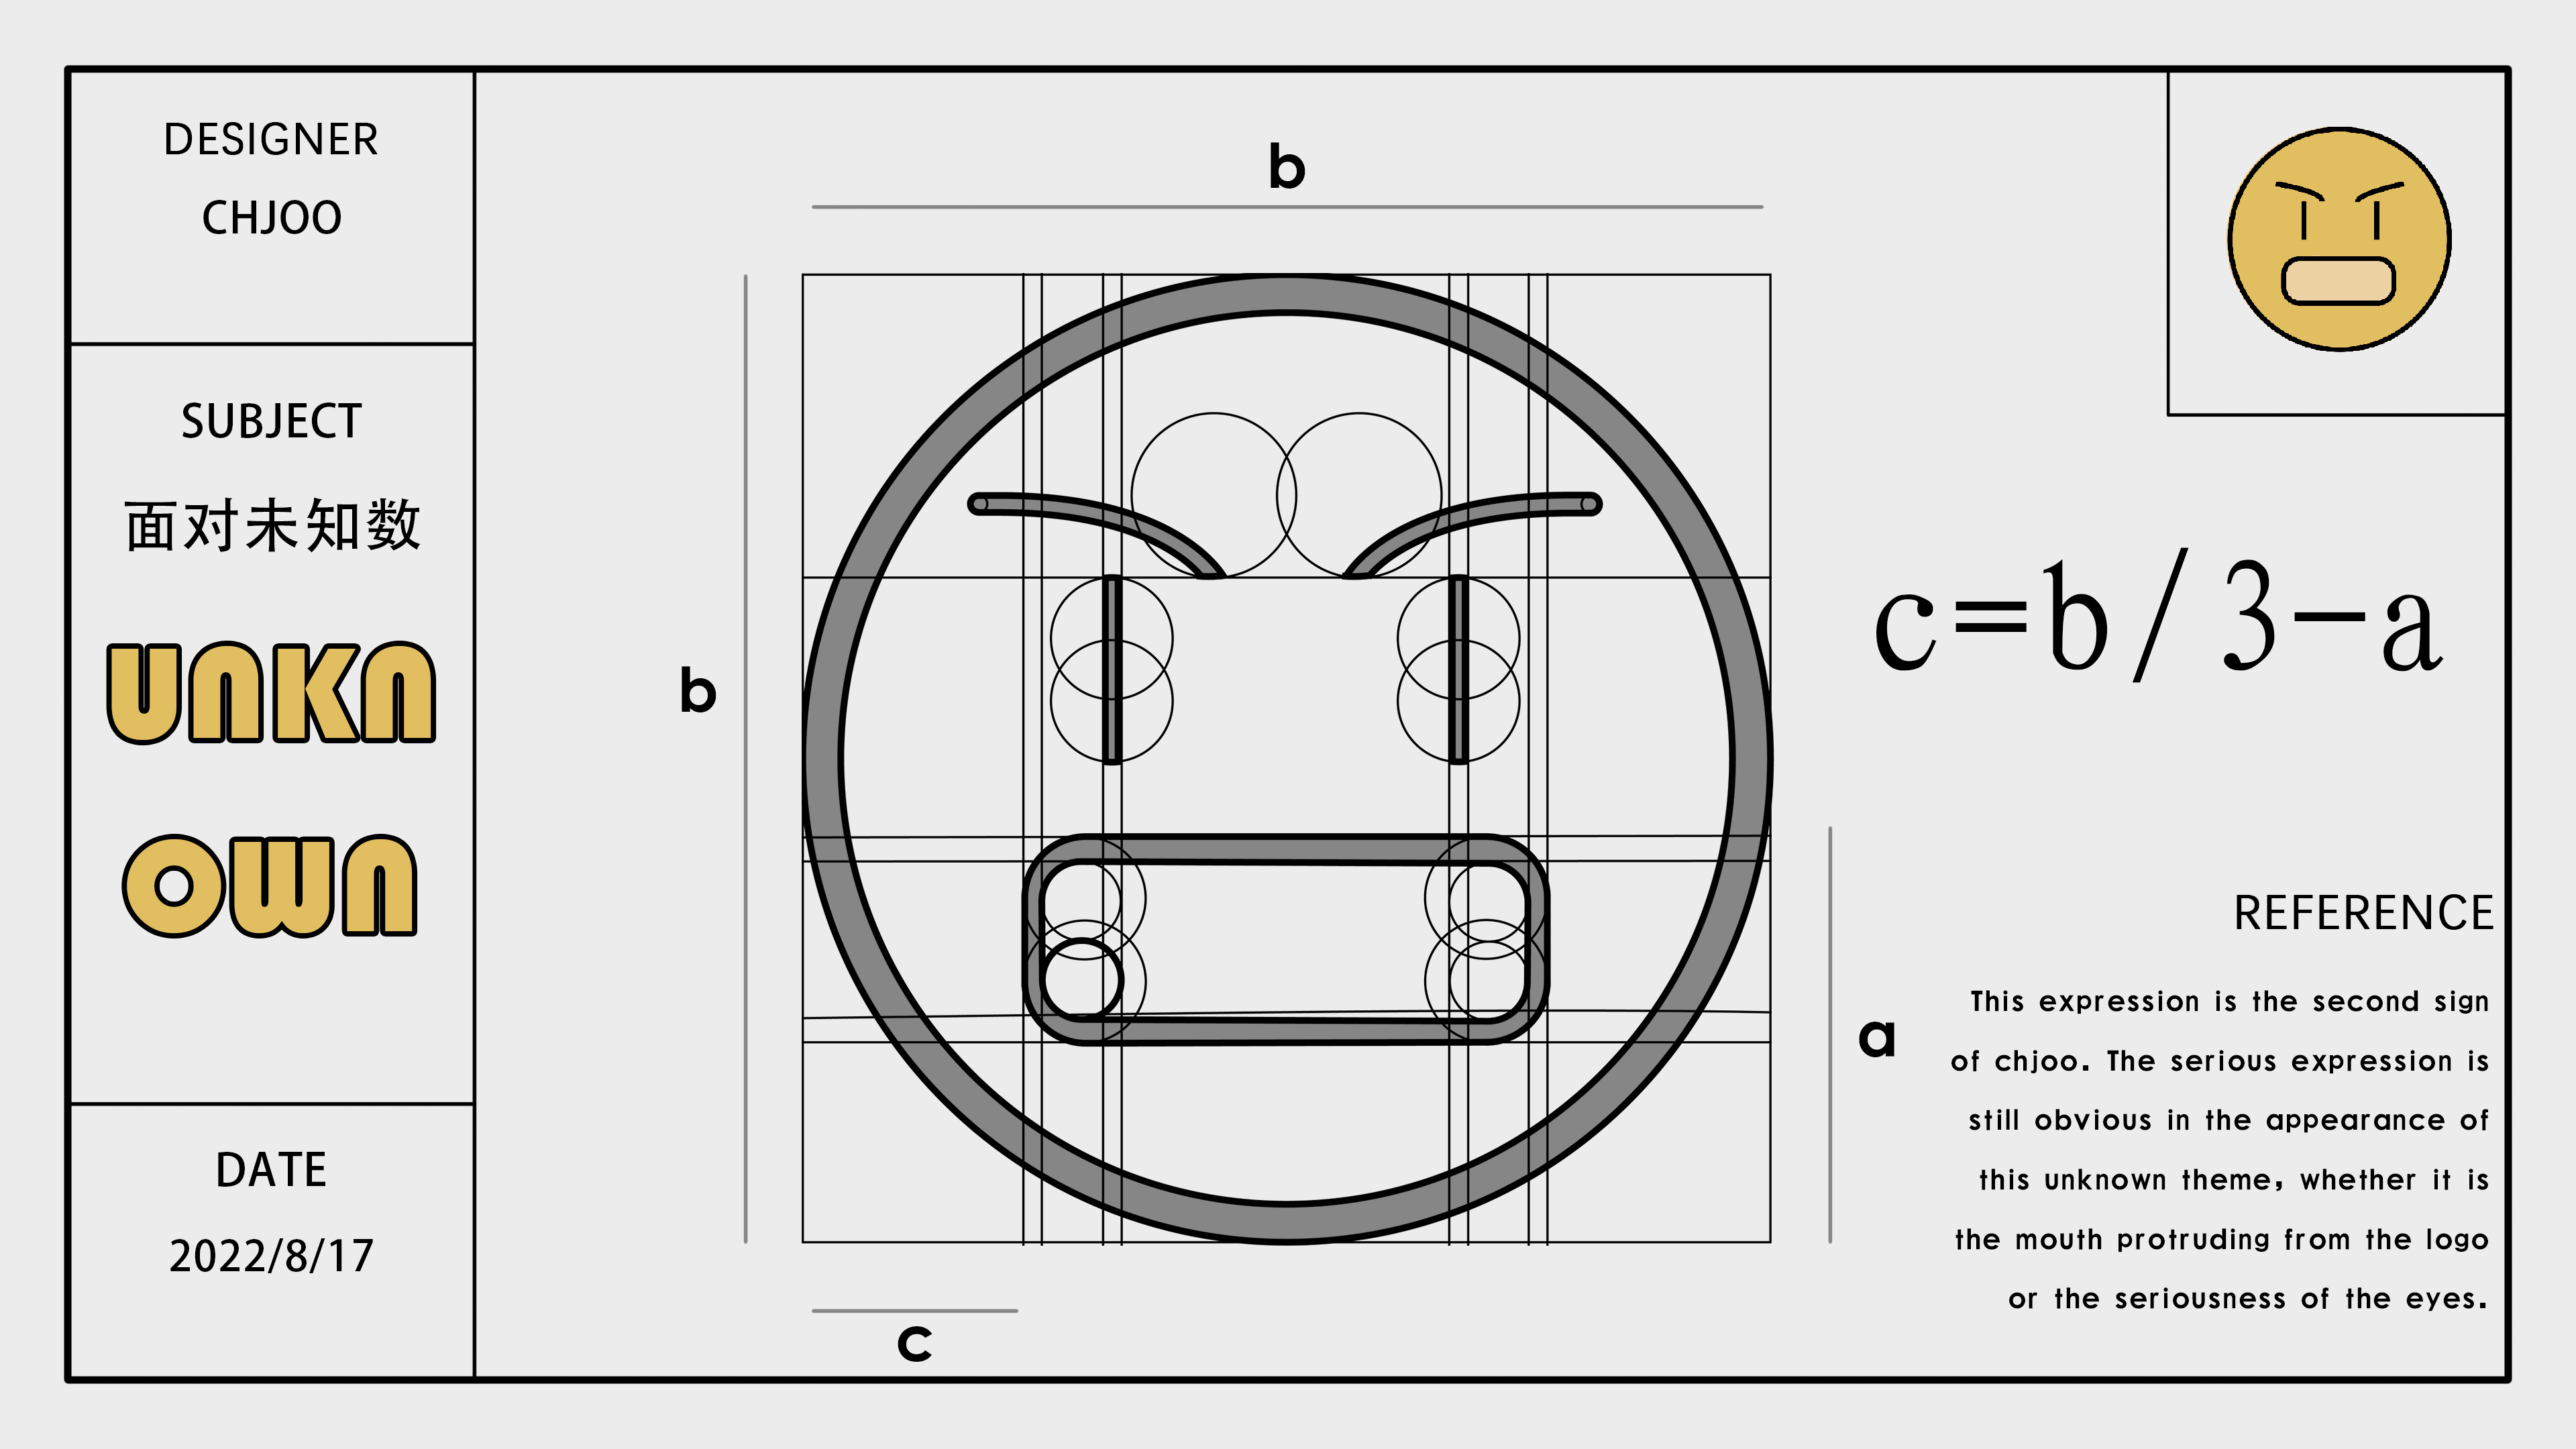 DESIGNER
CHJOO
SUBJECT
面对未知数
UNKN
OWN
DATE
2022/8/17
b
b
a
c
c=b/3-a
REFERENCE
This expression is the second sign
of chjoo. The serious expression is
still obvious in the appearance of
this unknown theme, whether it is
the mouth protruding from the logo
or the seriousness of the eyes.